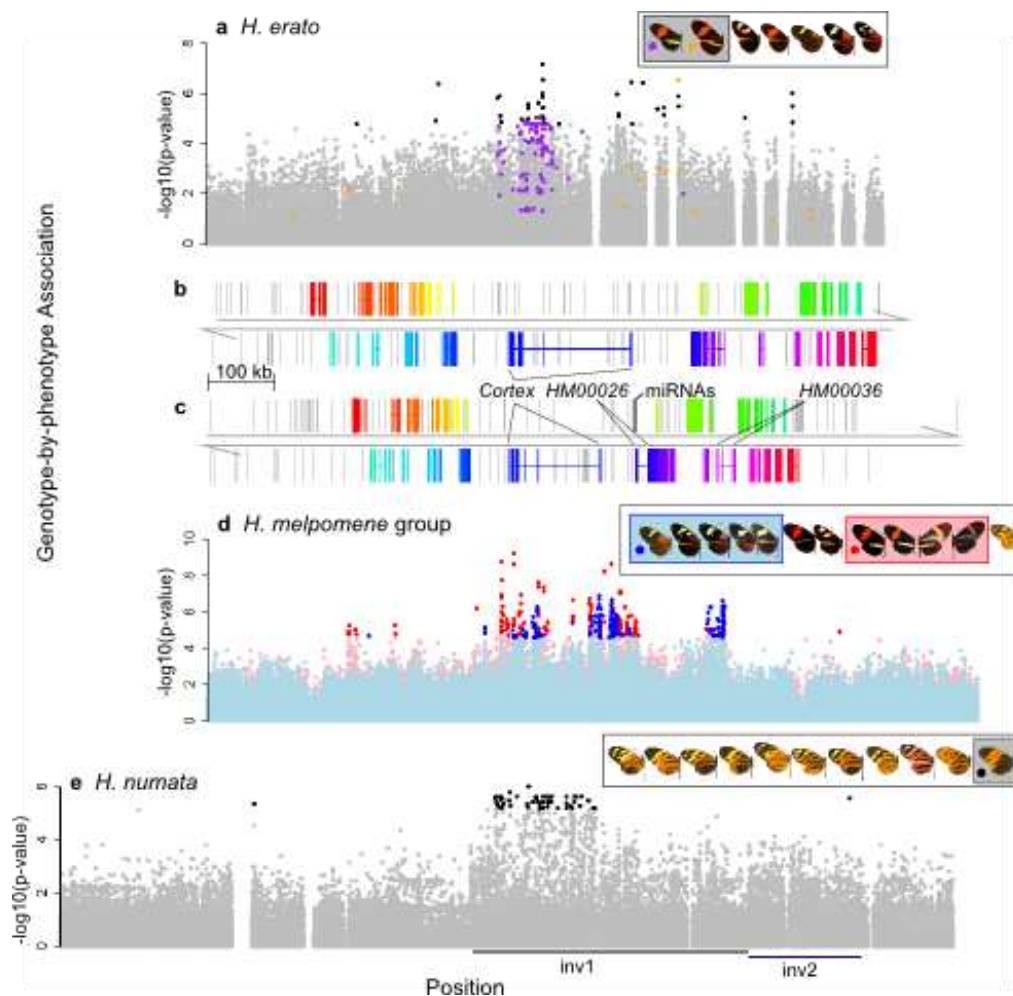 a H. erato
8
6
4
2
0
-log10(p-value)
Genotype-by-phenotype Association
b
100 kb
Cortex HM00026 miRNAs HM00036
c
d H. melpomene group
10
8
6
4
2
0
-log10(p-value)
e H. numata
6
4
2
0
-log10(p-value)
inv1
inv2
Position